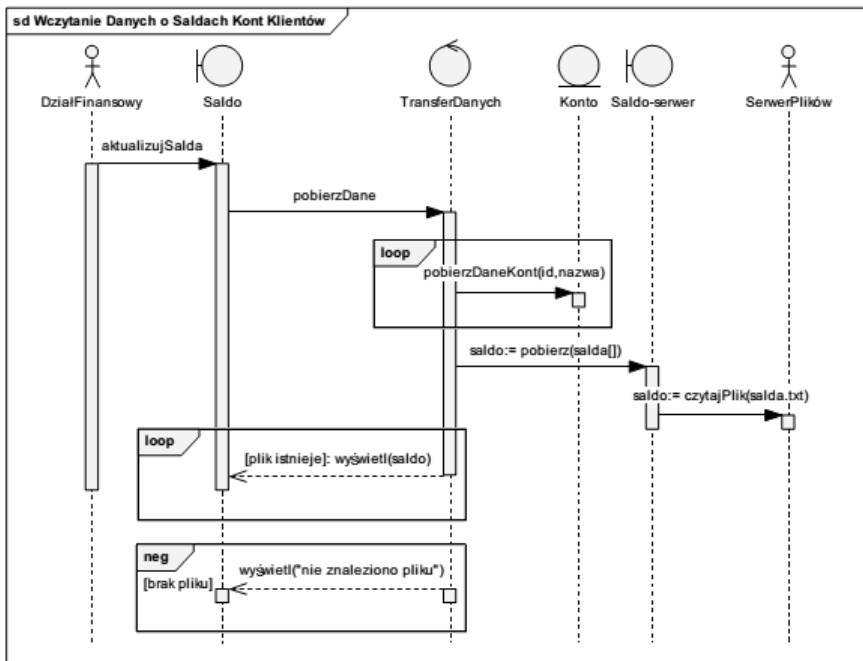 sd Wczytanie Danych o Saldach Kont Klientów
DziałFinansowy
Saldo
TransferDanych
Konto
Saldo-serwer
SerwerPlików
aktualizujSalda
pobierzDane
loop
pobierzDaneKont(id,nazwa)
saldo:= pobierz(salda[])
saldo:= czytajPlik(salda.txt)
loop
[plik istnieje]: wyświetl(saldo)
neg
wyświetl("nie znaleziono pliku")
[brak pliku]